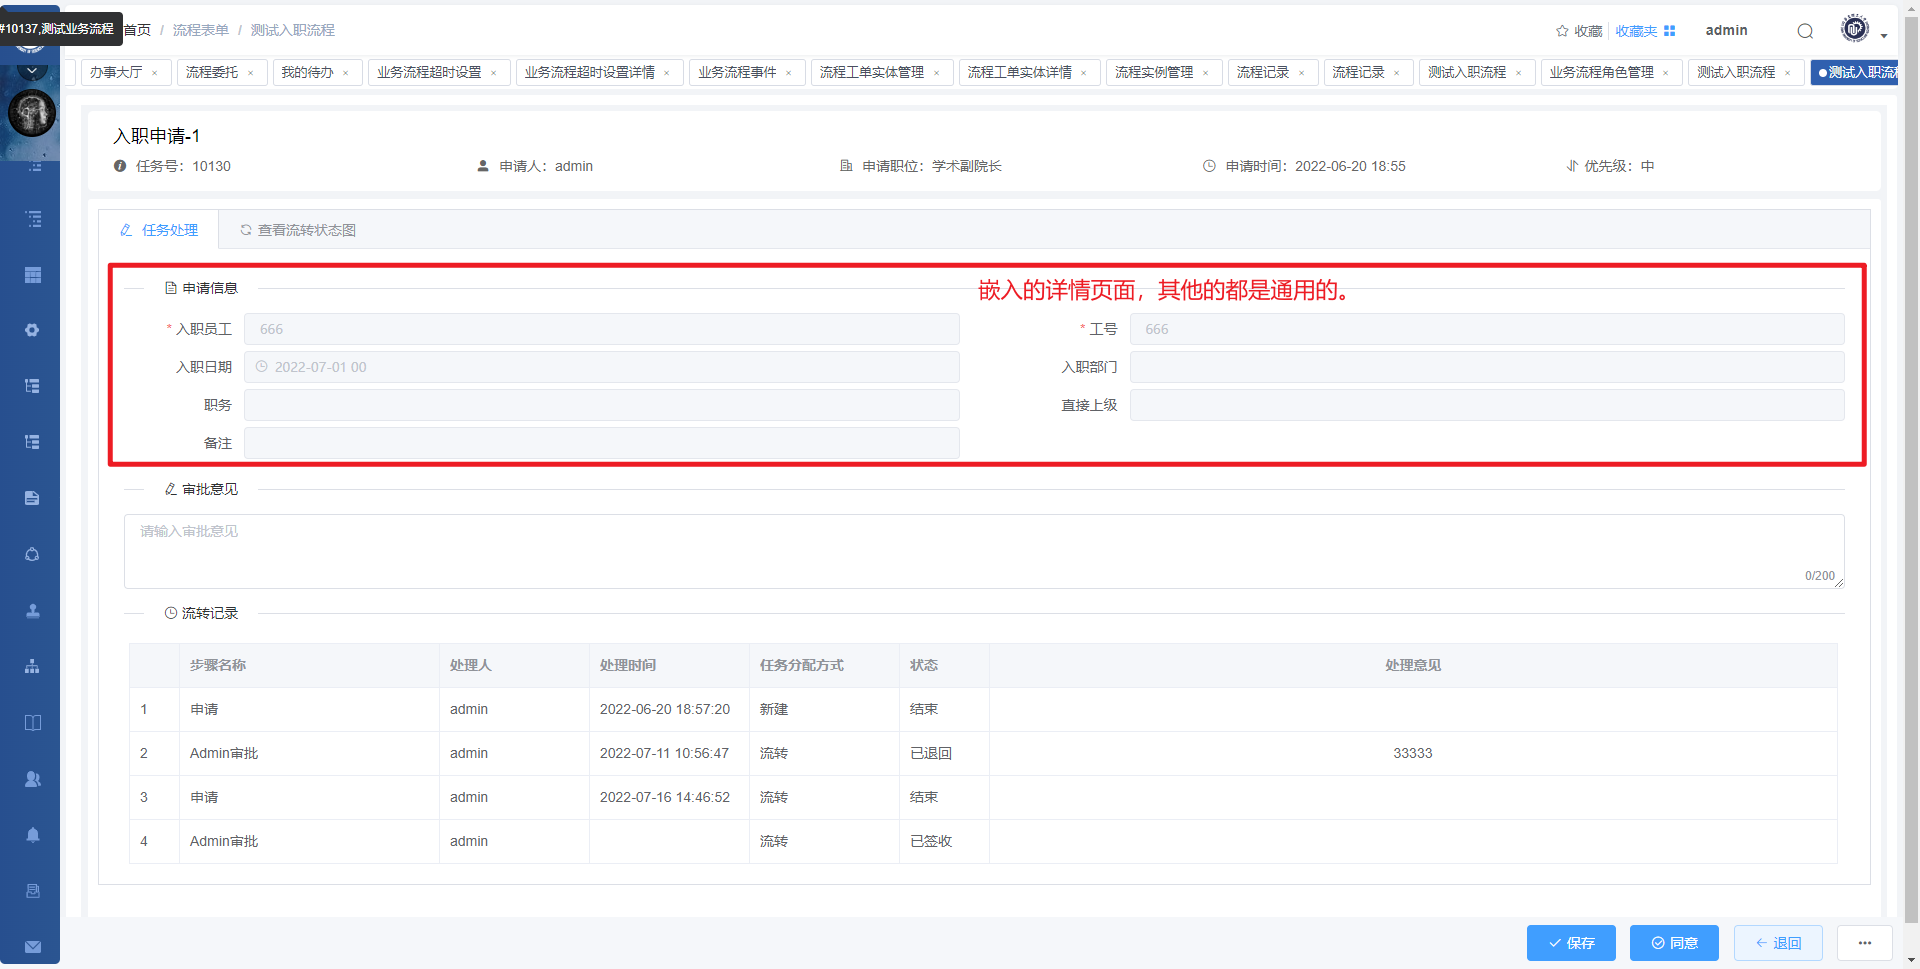 #10137,测试业务流程
首页 / 流程表单 / 测试入职流程
收藏
收藏夹
admin
办事大厅 ×
流程委托 ×
我的待办 ×
业务流程超时设置 ×
业务流程超时设置详情 ×
业务流程事件 ×
流程工单实体管理 ×
流程工单实体详情 ×
流程实例管理 ×
流程记录 ×
流程记录 ×
测试入职流程 ×
业务流程角色管理 ×
测试入职流程 ×
测试入职流程
入职申请-1
任务号：10130
申请人：admin
申请职位：学术副院长
申请时间：2022-06-20 18:55
优先级：中
任务处理
查看流转状态图
申请信息
嵌入的详情页面，其他的都是通用的。
* 入职员工 666
* 工号 666
入职日期 2022-07-01 00
入职部门
职务
直接上级
备注
审批意见
请输入审批意见
0/200
流转记录
步骤名称 处理人 处理时间 任务分配方式 状态 处理意见
1 申请 admin 2022-06-20 18:57:20 新建 结束
2 Admin审批 admin 2022-07-11 10:56:47 流转 已退回 33333
3 申请 admin 2022-07-16 14:46:52 流转 结束
4 Admin审批 admin 流转 已签收
保存
同意
退回